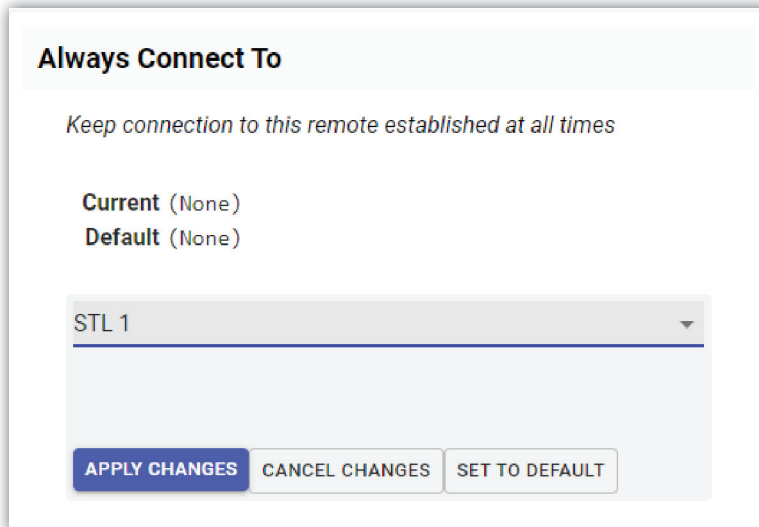 Always Connect To
Keep connection to this remote established at all times
Current (None)
Default (None)
STL 1
APPLY CHANGES CANCEL CHANGES SET TO DEFAULT